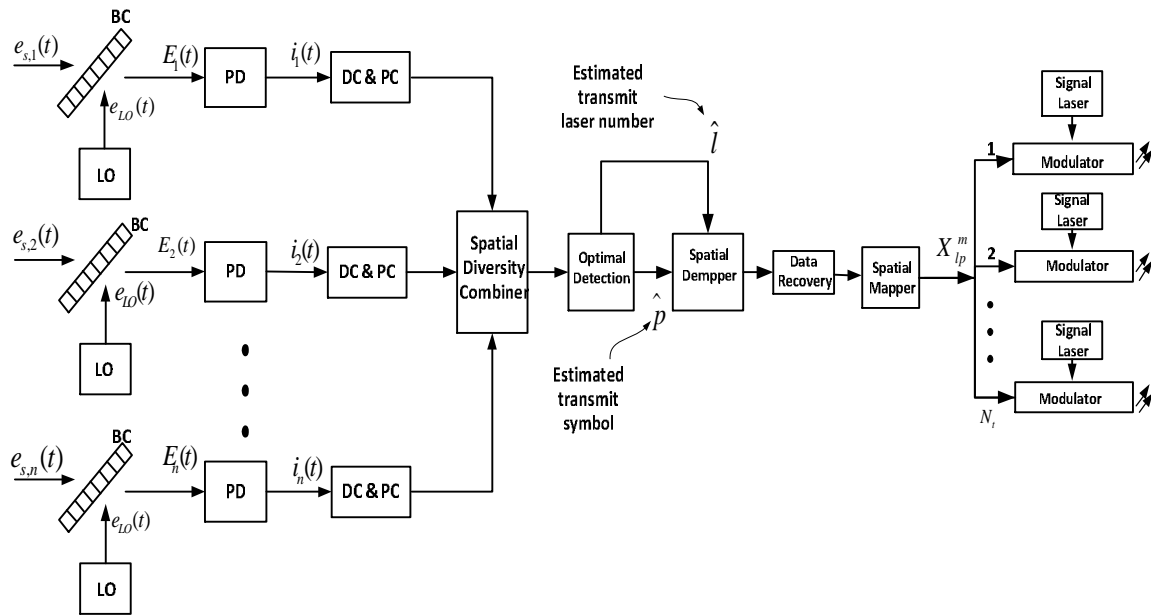 BC
e_{s,1}(t)
E_1(t)
PD
i_1(t)
DC & PC
e_{LO}(t)
LO
BC
e_{s,2}(t)
E_2(t)
PD
i_2(t)
DC & PC
e_{LO}(t)
LO
BC
e_{s,n}(t)
E_n(t)
PD
i_n(t)
DC & PC
e_{LO}(t)
LO
Spatial
Diversity
Combiner
Estimated
transmit
laser number
\hat{l}
Optimal
Detection
Spatial
Dempper
\hat{p}
Estimated
transmit
symbol
Data
Recovery
Spatial
Mapper
X_{lp}^{m}
1
Signal
Laser
Modulator
2
Signal
Laser
Modulator
N_t
Signal
Laser
Modulator